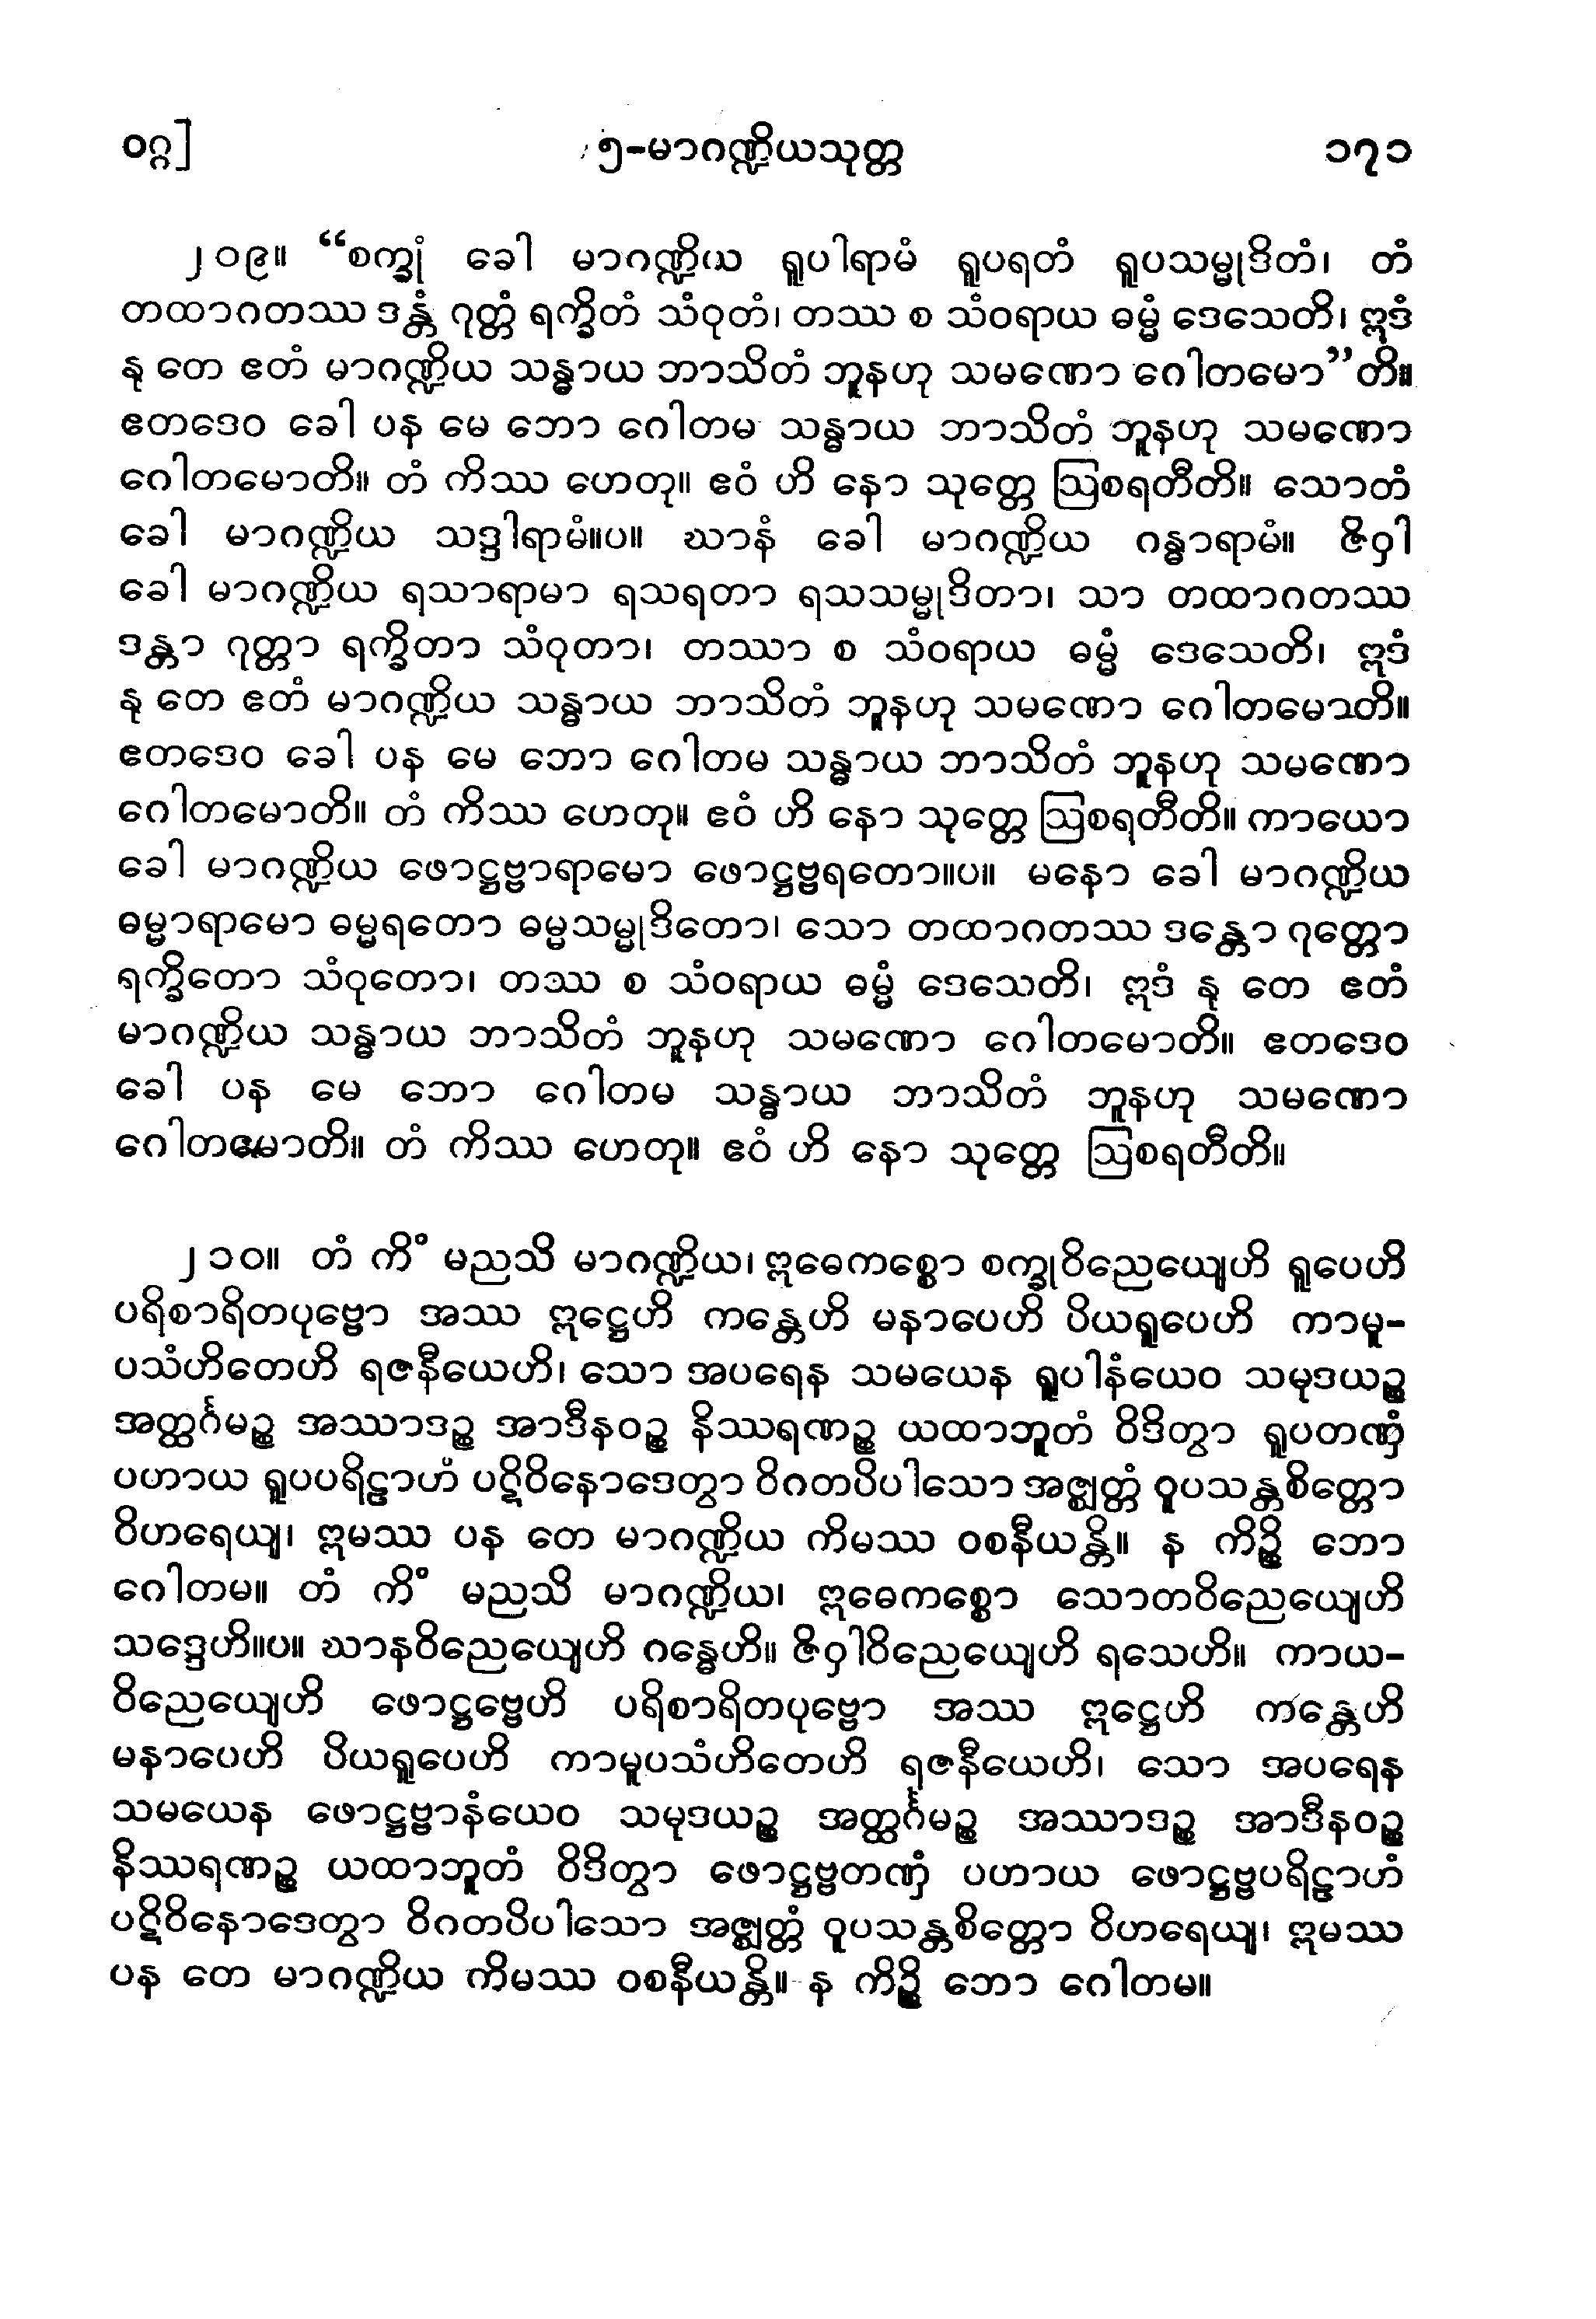 ဝဂ္ဂ]
၅-မာဂဏ္ဍိယသုတ္တ
၁၇၁
၂၀၉။ “စက္ခုံ ခေါ မာဂဏ္ဍိယ ရူပါရာမံ ရူပရတံ ရူပသမ္မုဒိတံ၊ တံ
တထာဂတဿ ဒန္တံ ဂုတ္တံ ရက္ခိတံ သံဝုတံ၊ တဿ စ သံဝရာယ ဓမ္မံ ဒေသေတိ၊ ဣဒံ
နု တေ ဧတံ မာဂဏ္ဍိယ သန္ဓာယ ဘာသိတံ ဘူနဟု သမဏော ဂေါတမော”တိ။
ဧတဒေဝ ခေါ ပန မေ ဘော ဂေါတမ သန္ဓာယ ဘာသိတံ ဘူနဟု သမဏော
ဂေါတမောတိ။ တံ ကိဿ ဟေတု။ ဧဝံ ဟိ နော သုတ္တေ ဩစရတီတိ။ သောတံ
ခေါ မာဂဏ္ဍိယ သဒ္ဒါရာမံ။ပ။ ဃာနံ ခေါ မာဂဏ္ဍိယ ဂန္ဓာရာမံ။ ဇိဝှါ
ခေါ မာဂဏ္ဍိယ ရသာရာမာ ရသရတာ ရသသမ္မုဒိတာ၊ သာ တထာဂတဿ
ဒန္တာ ဂုတ္တာ ရက္ခိတာ သံဝုတာ၊ တဿာ စ သံဝရာယ ဓမ္မံ ဒေသေတိ၊ ဣဒံ
နု တေ ဧတံ မာဂဏ္ဍိယ သန္ဓာယ ဘာသိတံ ဘူနဟု သမဏော ဂေါတမောတိ။
ဧတဒေဝ ခေါ ပန မေ ဘော ဂေါတမ သန္ဓာယ ဘာသိတံ ဘူနဟု သမဏော
ဂေါတမောတိ။ တံ ကိဿ ဟေတု။ ဧဝံ ဟိ နော သုတ္တေ ဩစရတီတိ။ ကာယော
ခေါ မာဂဏ္ဍိယ ဖောဋ္ဌဗ္ဗာရာမော ဖောဋ္ဌဗ္ဗရတော။ပ။ မနော ခေါ မာဂဏ္ဍိယ
ဓမ္မာရာမော ဓမ္မရတော ဓမ္မသမ္မုဒိတော၊ သော တထာဂတဿ ဒန္တော ဂုတ္တော
ရက္ခိတော သံဝုတော၊ တဿ စ သံဝရာယ ဓမ္မံ ဒေသေတိ၊ ဣဒံ နု တေ ဧတံ
မာဂဏ္ဍိယ သန္ဓာယ ဘာသိတံ ဘူနဟု သမဏော ဂေါတမောတိ။ ဧတဒေဝ
ခေါ ပန မေ ဘော ဂေါတမ သန္ဓာယ ဘာသိတံ ဘူနဟု သမဏော
ဂေါတမောတိ။ တံ ကိဿ ဟေတု။ ဧဝံ ဟိ နော သုတ္တေ ဩစရတီတိ။
၂၁၀။ တံ ကိံ မညသိ မာဂဏ္ဍိယ၊ ဣဓေကစ္စော စက္ခုဝိညေယျေဟိ ရူပေဟိ
ပရိစာရိတပုဗ္ဗော အဿ ဣဋ္ဌေဟိ ကန္တေဟိ မနာပေဟိ ပိယရူပေဟိ ကာမူ-
ပသံဟိတေဟိ ရဇနီယေဟိ၊ သော အပရေန သမယေန ရူပါနံယေဝ သမုဒယဉ္စ
အတ္ထင်္ဂမဉ္စ အဿာဒဉ္စ အာဒီနဝဉ္စ နိဿရဏဉ္စ ယထာဘူတံ ဝိဒိတွာ ရူပတဏှံ
ပဟာယ ရူပပရိဠာဟံ ပဋိဝိနောဒေတွာ ဝိဂတပိပါသော အဇ္ဈတ္တံ ဝူပသန္တစိတ္တော
ဝိဟရေယျ၊ ဣမဿ ပန တေ မာဂဏ္ဍိယ ကိမဿ ဝစနီယန္တိ။ န ကိဉ္စိ ဘော
ဂေါတမ။ တံ ကိံ မညသိ မာဂဏ္ဍိယ၊ ဣဓေကစ္စော သောတဝိညေယျေဟိ
သဒ္ဒေဟိ။ပ။ ဃာနဝိညေယျေဟိ ဂန္ဓေဟိ။ ဇိဝှါဝိညေယျေဟိ ရသေဟိ။ ကာယ-
ဝိညေယျေဟိ ဖောဋ္ဌဗ္ဗေဟိ ပရိစာရိတပုဗ္ဗော အဿ ဣဋ္ဌေဟိ ကန္တေဟိ
မနာပေဟိ ပိယရူပေဟိ ကာမူပသံဟိတေဟိ ရဇနီယေဟိ၊ သော အပရေန
သမယေန ဖောဋ္ဌဗ္ဗာနံယေဝ သမုဒယဉ္စ အတ္ထင်္ဂမဉ္စ အဿာဒဉ္စ အာဒီနဝဉ္စ
နိဿရဏဉ္စ ယထာဘူတံ ဝိဒိတွာ ဖောဋ္ဌဗ္ဗတဏှံ ပဟာယ ဖောဋ္ဌဗ္ဗပရိဠာဟံ
ပဋိဝိနောဒေတွာ ဝိဂတပိပါသော အဇ္ဈတ္တံ ဝူပသန္တစိတ္တော ဝိဟရေယျ၊ ဣမဿ
ပန တေ မာဂဏ္ဍိယ ကိမဿ ဝစနီယန္တိ။ န ကိဉ္စိ ဘော ဂေါတမ။